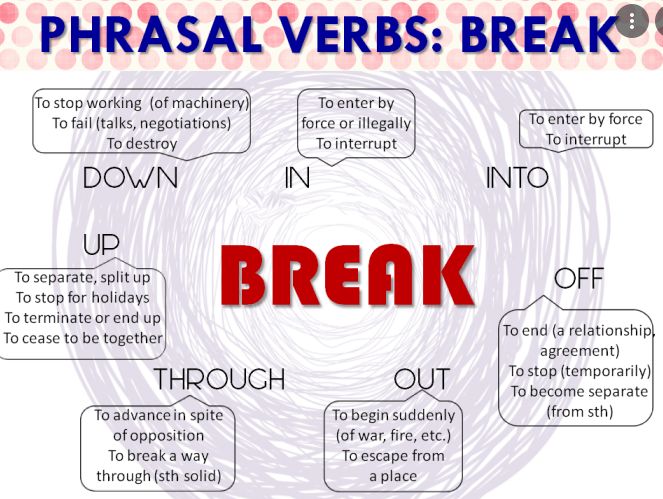 PHRASAL VERBS: BREAK
To stop working (of machinery)
To fail (talks, negotiations)
To destroy
DOWN
To enter by
force or illegally
To interrupt
IN
To enter by force
To interrupt
INTO
UP
To separate, split up
To stop for holidays
To terminate or end up
To cease to be together
BREAK
OFF
To end (a relationship,
agreement)
To stop (temporarily)
To become separate
(from sth)
THROUGH
To advance in spite
of opposition
To break a way
through (sth solid)
OUT
To begin suddenly
(of war, fire, etc.)
To escape from
a place